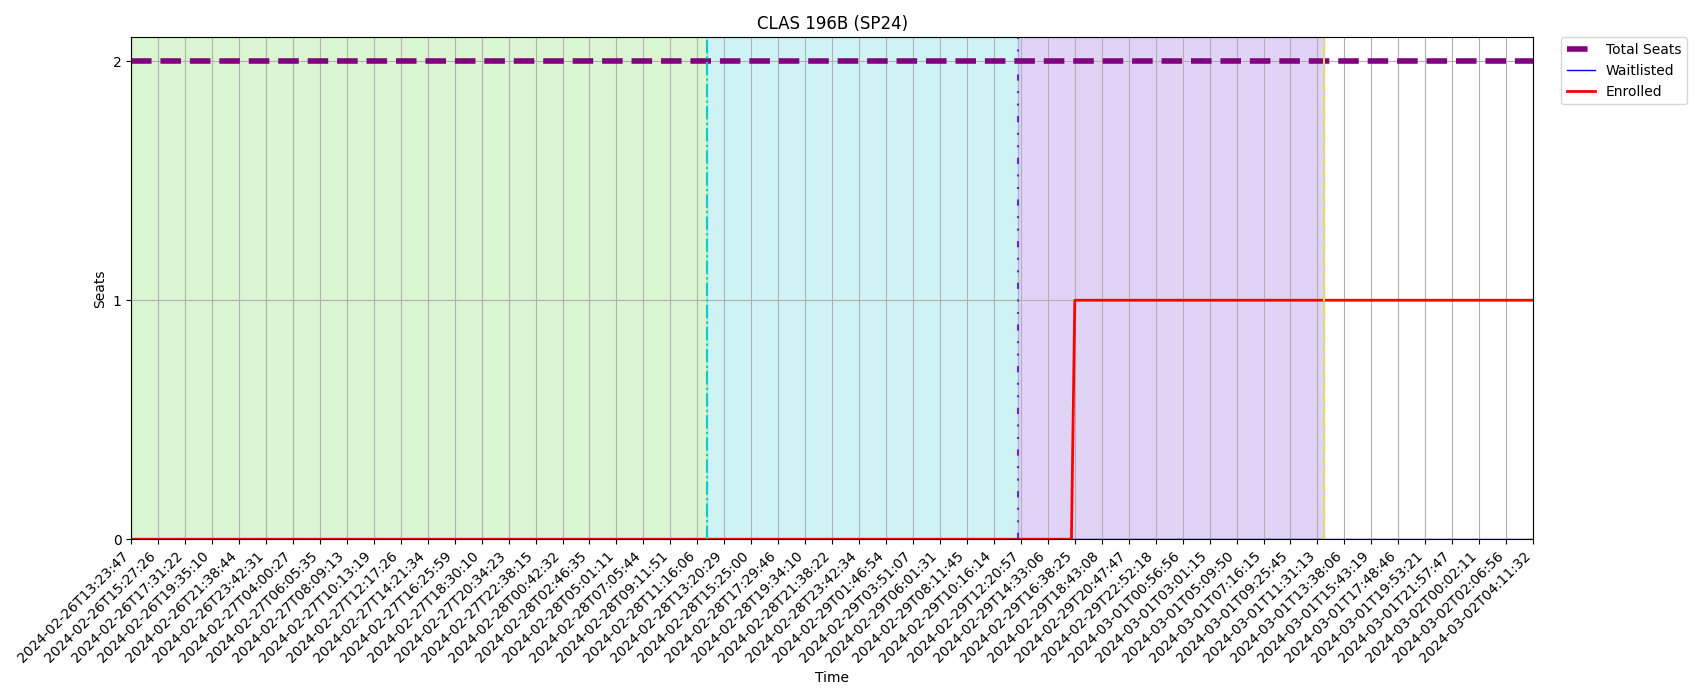 CLAS 196B (SP24)
Total Seats
Waitlisted
Enrolled
Seats
2
1
0
2024-02-26T13:23:47
2024-02-26T15:27:26
2024-02-26T17:31:22
2024-02-26T19:35:10
2024-02-26T21:38:44
2024-02-26T23:42:31
2024-02-27T04:00:27
2024-02-27T06:05:35
2024-02-27T08:09:13
2024-02-27T10:13:19
2024-02-27T12:17:26
2024-02-27T14:21:34
2024-02-27T16:25:59
2024-02-27T18:30:10
2024-02-27T20:34:23
2024-02-27T22:38:15
2024-02-28T00:42:32
2024-02-28T02:46:35
2024-02-28T05:01:11
2024-02-28T07:05:44
2024-02-28T09:11:51
2024-02-28T11:16:06
2024-02-28T13:20:29
2024-02-28T15:25:00
2024-02-28T17:29:46
2024-02-28T19:34:10
2024-02-28T21:38:22
2024-02-28T23:42:34
2024-02-29T01:46:54
2024-02-29T03:51:07
2024-02-29T06:01:31
2024-02-29T08:11:45
2024-02-29T10:16:14
2024-02-29T12:20:57
2024-02-29T14:33:06
2024-02-29T16:38:25
2024-02-29T18:43:08
2024-02-29T20:47:47
2024-02-29T22:52:18
2024-03-01T00:56:56
2024-03-01T03:01:15
2024-03-01T05:09:50
2024-03-01T07:16:15
2024-03-01T09:25:45
2024-03-01T11:31:13
2024-03-01T13:38:06
2024-03-01T15:43:19
2024-03-01T17:48:46
2024-03-01T19:53:21
2024-03-01T21:57:47
2024-03-02T00:02:11
2024-03-02T02:06:56
2024-03-02T04:11:32
Time